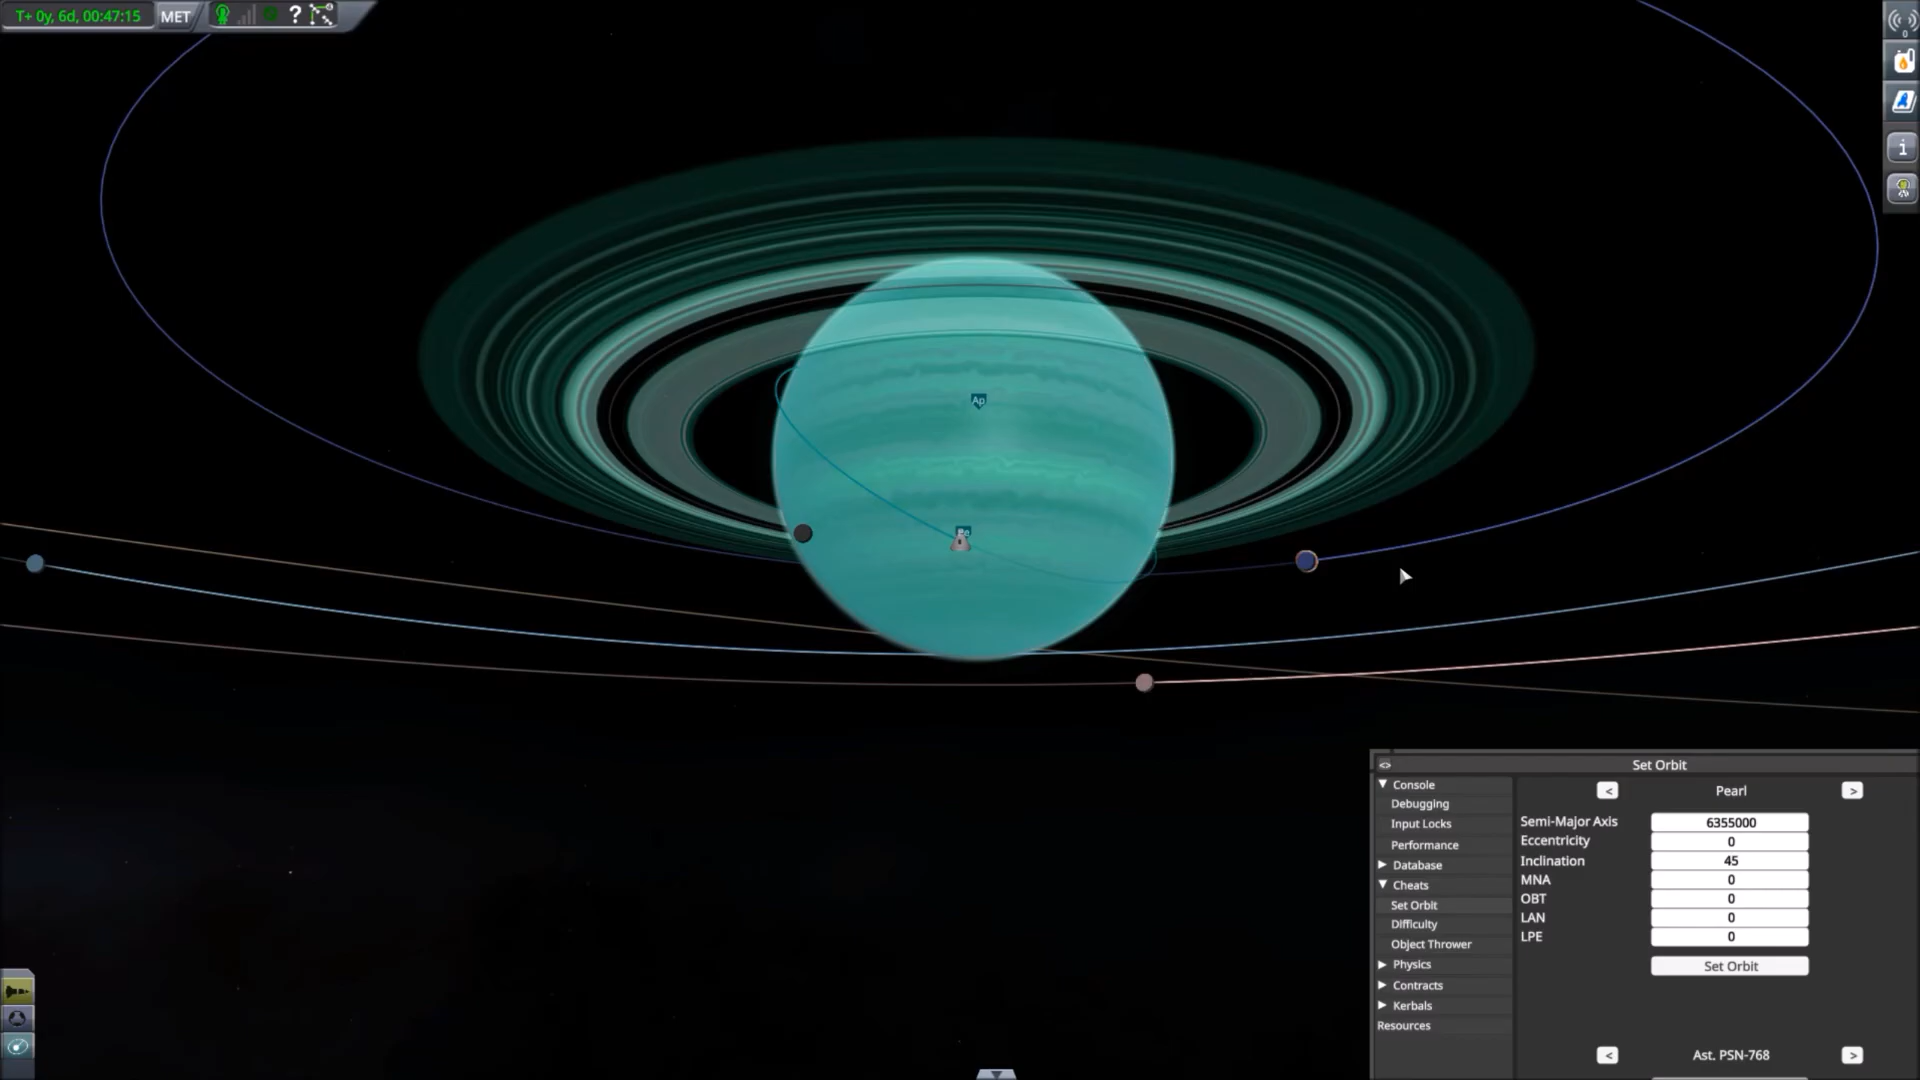 T+ 0y, 6d, 00:47:15 MET ?
0
i
Ap
Pe
<> Set Orbit
Console
Debugging
Input Locks
Performance
Database
Cheats
Set Orbit
Difficulty
Object Thrower
Physics
Contracts
Kerbals
Resources
< Pearl >
Semi-Major Axis 6355000
Eccentricity 0
Inclination 45
MNA 0
OBT 0
LAN 0
LPE 0
Set Orbit
< Ast. PSN-768 >